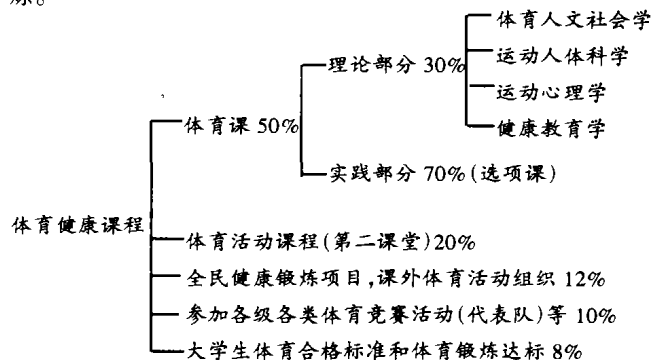 体育人文社会学
理论部分 30%
运动人体科学
运动心理学
体育课 50%
健康教育学
实践部分 70%(选项课)
体育健康课程
体育活动课程(第二课堂)20%
全民健康锻炼项目,课外体育活动组织 12%
参加各级各类体育竞赛活动(代表队)等 10%
大学生体育合格标准和体育锻炼达标 8%